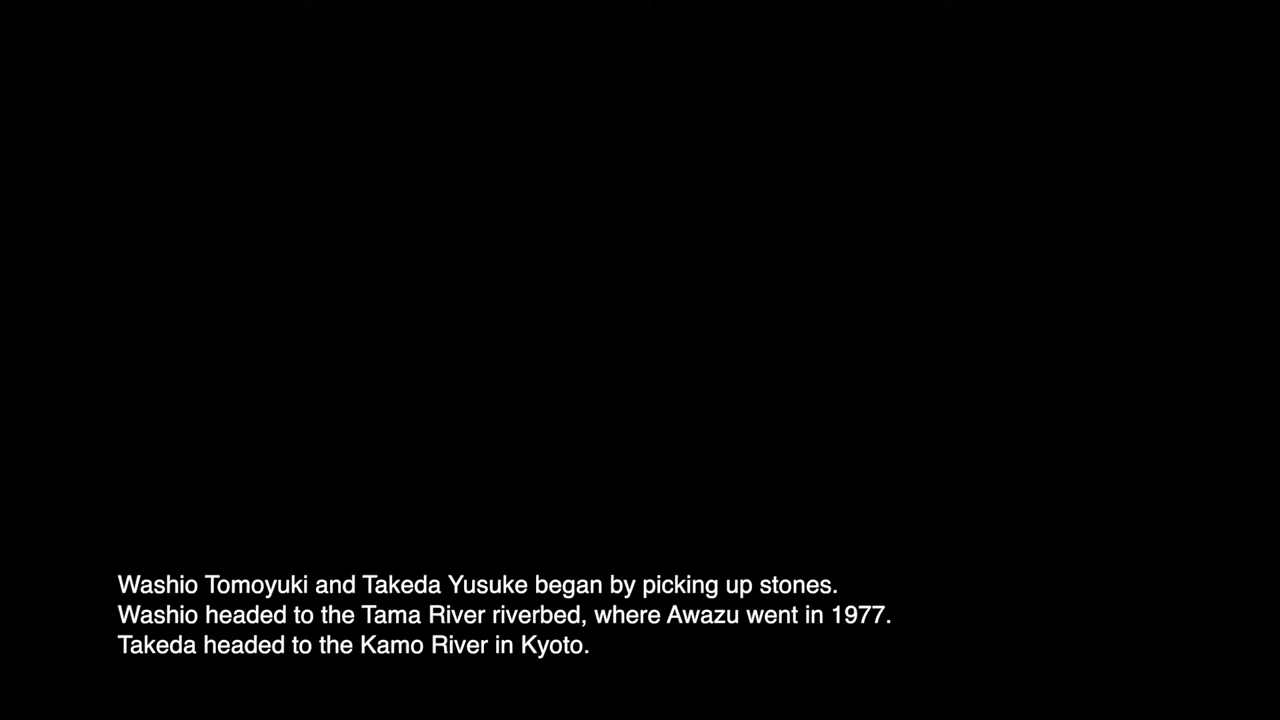 Washio Tomoyuki and Takeda Yusuke began by picking up stones.
Washio headed to the Tama River riverbed, where Awazu went in 1977.
Takeda headed to the Kamo River in Kyoto.